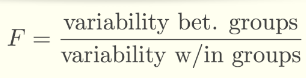 F = variability bet. groups
variability w/in groups